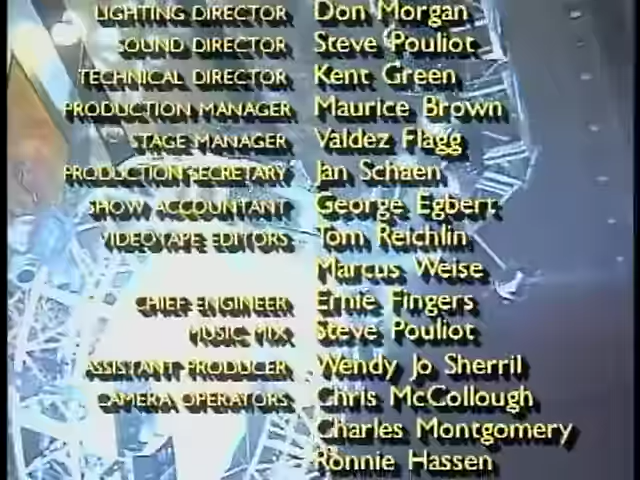 LIGHTING DIRECTOR Don Morgan
SOUND DIRECTOR Steve Pouliot
TECHNICAL DIRECTOR Kent Green
PRODUCTION MANAGER Maurice Brown
STAGE MANAGER Valdez Flagg
PRODUCTION SECRETARY Jan Schaen
SHOW ACCOUNTANT George Egbert
VIDEOTAPE EDITORS Tom Reichlin
Marcus Weise
CHIEF ENGINEER Ernie Fingers
MUSIC MIX Steve Pouliot
ASSISTANT PRODUCER Wendy Jo Sherril
CAMERA OPERATORS Chris McCollough
Charles Montgomery
Ronnie Hassen